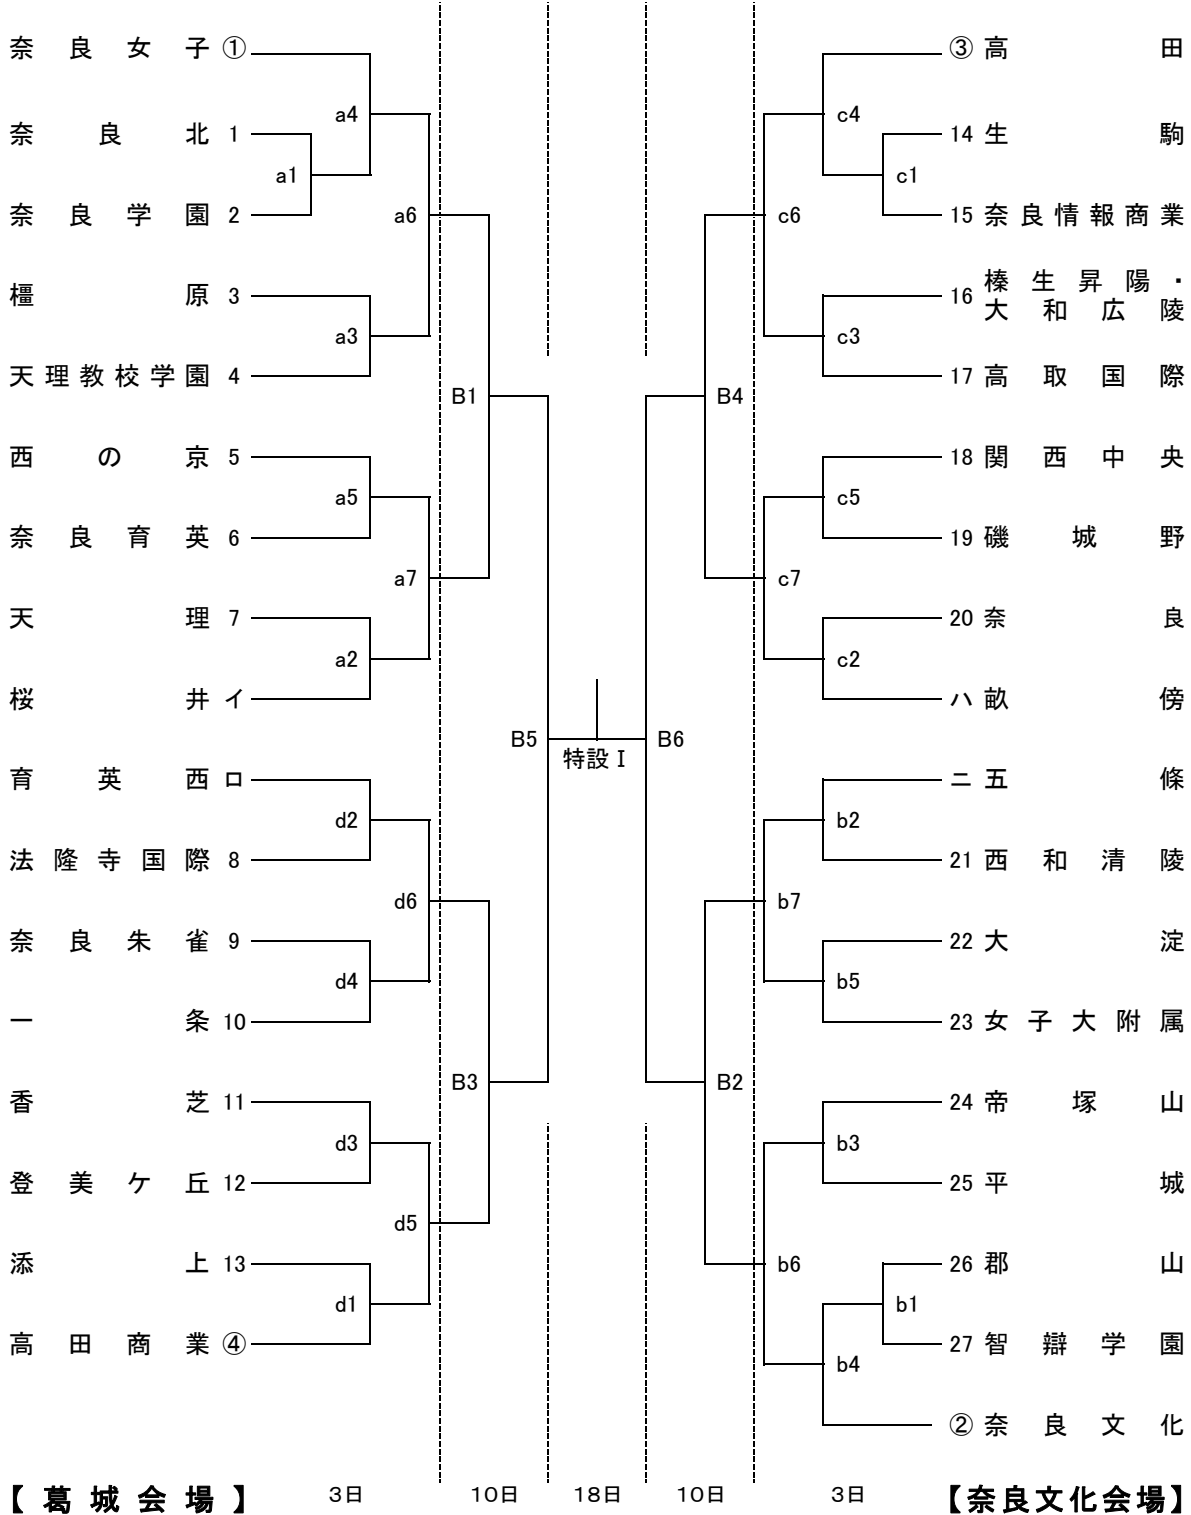 奈良女子 ①
③ 高田
a4
c4
奈良北 1
14 生駒
a1
c1
奈良学園 2
a6
c6
15 奈良情報商業
橿原 3
16 榛生昇陽・
大和広陵
a3
c3
天理教校学園 4
17 高取国際
B1
B4
西の京 5
18 関西中央
a5
c5
奈良育英 6
19 磯城野
a7
c7
天理 7
20 奈良
a2
c2
桜井 イ
ハ 畝傍
B5
B6
特設Ⅰ
育英西 ロ
ニ 五條
d2
b2
法隆寺国際 8
21 西和清陵
d6
b7
奈良朱雀 9
22 大淀
d4
b5
一条 10
23 女子大附属
B3
B2
香芝 11
24 帝塚山
d3
b3
登美ケ丘 12
25 平城
d5
添上 13
b6
26 郡山
d1
b1
高田商業 ④
27 智辯学園
b4
② 奈良文化
【葛城会場】 3日 10日 18日 10日 3日 【奈良文化会場】